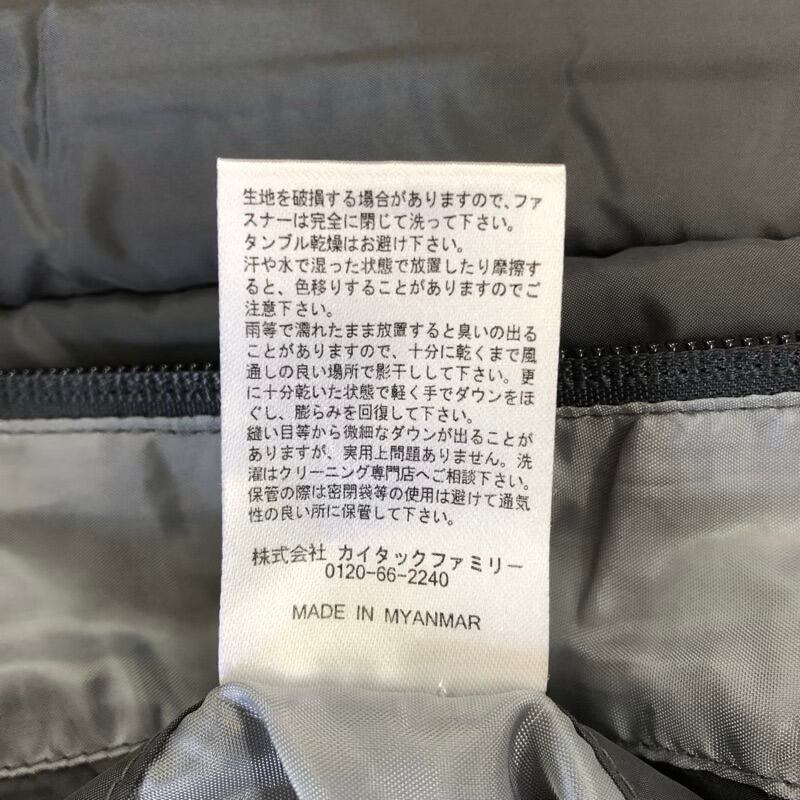 生地を破損する場合がありますので、ファ
スナーは完全に閉じて洗って下さい。
タンブル乾燥はお避け下さい。
汗や水で湿った状態で放置したり摩擦す
ると、色移りすることがありますのでご
注意下さい。
雨等で濡れたまま放置すると臭いの出る
ことがありますので、十分に乾くまで風
通しの良い場所で影干しして下さい。更
に十分乾いた状態で軽く手でダウンをほ
ぐし、膨らみを回復して下さい。
縫い目等から微細なダウンが出ることが
ありますが、実用上問題ありません。洗
濯はクリーニング専門店へご相談下さい。
保管の際は密閉袋等の使用は避けて通気
性の良い所に保管して下さい。
株式会社 カイタックファミリー
0120-66-2240
MADE IN MYANMAR